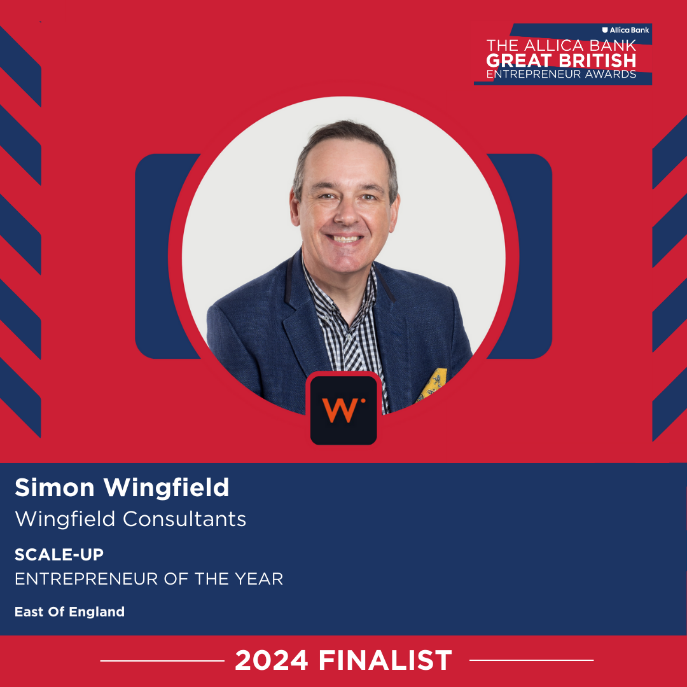 Allica Bank
THE ALLICA BANK
GREAT BRITISH
ENTREPRENEUR AWARDS
W
Simon Wingfield
Wingfield Consultants
SCALE-UP
ENTREPRENEUR OF THE YEAR
East Of England
2024 FINALIST